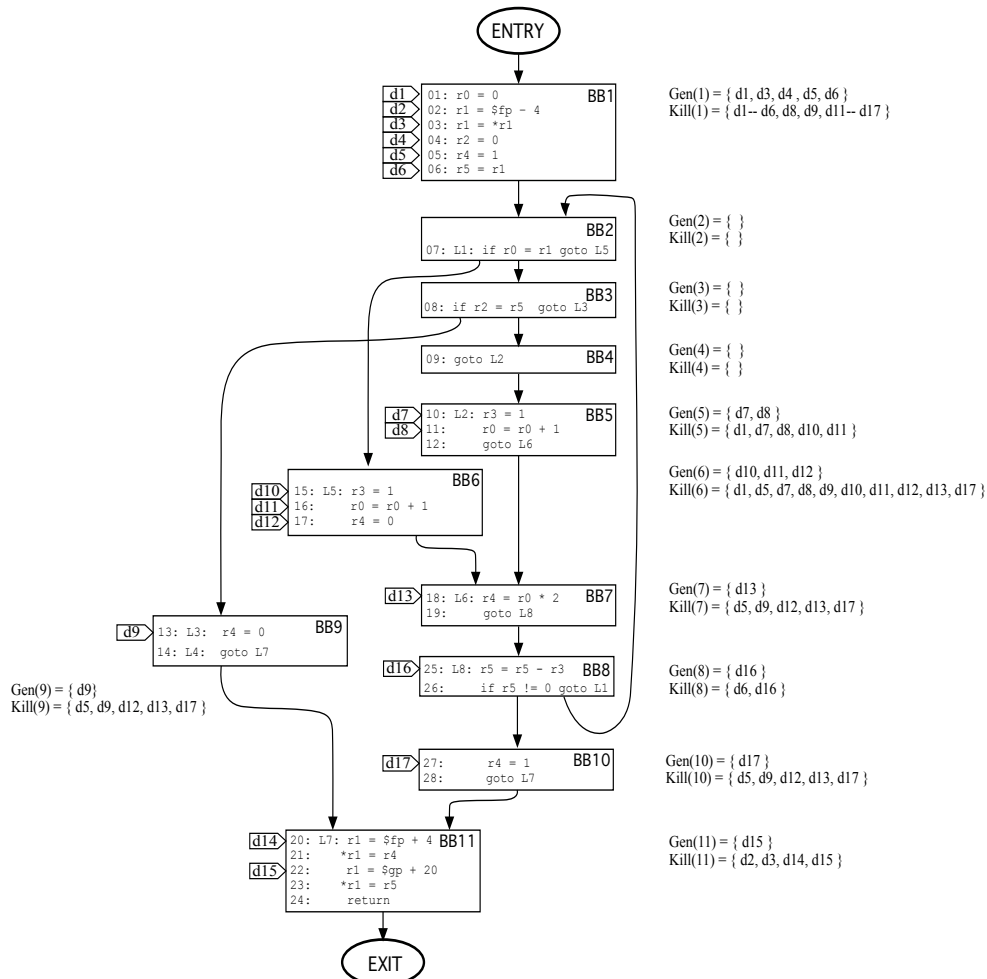 ENTRY
d1 01: r0 = 0 BB1
d2 02: r1 = $fp - 4
d3 03: r1 = *r1
d4 04: r2 = 0
d5 05: r4 = 1
d6 06: r5 = r1
Gen(1) = { d1, d3, d4 , d5, d6 }
Kill(1) = { d1-- d6, d8, d9, d11-- d17 }
BB2
07: L1: if r0 = r1 goto L5
Gen(2) = { }
Kill(2) = { }
BB3
08: if r2 = r5 goto L3
Gen(3) = { }
Kill(3) = { }
09: goto L2 BB4
Gen(4) = { }
Kill(4) = { }
d7 10: L2: r3 = 1 BB5
d8 11: r0 = r0 + 1
12: goto L6
Gen(5) = { d7, d8 }
Kill(5) = { d1, d7, d8, d10, d11 }
BB6
d10 15: L5: r3 = 1
d11 16: r0 = r0 + 1
d12 17: r4 = 0
Gen(6) = { d10, d11, d12 }
Kill(6) = { d1, d5, d7, d8, d9, d10, d11, d12, d13, d17 }
d13 18: L6: r4 = r0 * 2 BB7
19: goto L8
Gen(7) = { d13 }
Kill(7) = { d5, d9, d12, d13, d17 }
d9 13: L3: r4 = 0 BB9
14: L4: goto L7
Gen(9) = { d9}
Kill(9) = { d5, d9, d12, d13, d17 }
d16 25: L8: r5 = r5 - r3 BB8
26: if r5 != 0 goto L1
Gen(8) = { d16 }
Kill(8) = { d6, d16 }
d17 27: r4 = 1 BB10
28: goto L7
Gen(10) = { d17 }
Kill(10) = { d5, d9, d12, d13, d17 }
d14 20: L7: r1 = $fp + 4 BB11
21: *r1 = r4
d15 22: r1 = $gp + 20
23: *r1 = r5
24: return
Gen(11) = { d15 }
Kill(11) = { d2, d3, d14, d15 }
EXIT